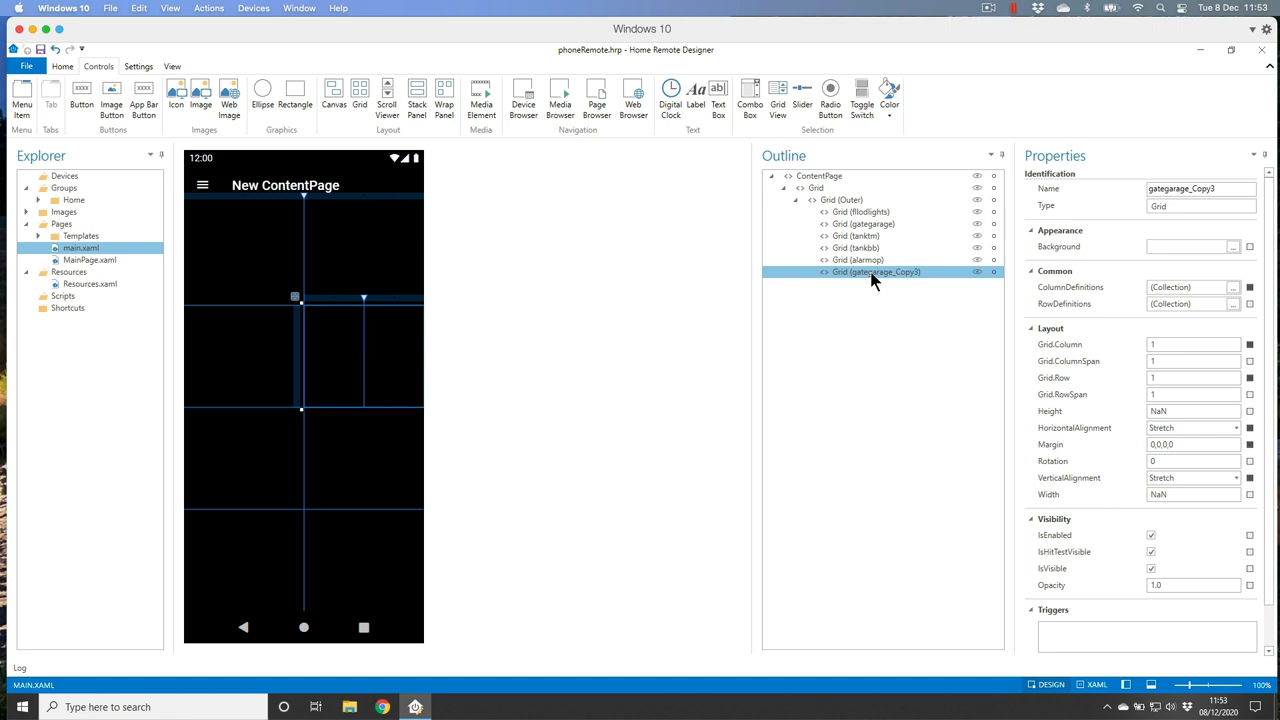 Windows 10 File Edit View Actions Devices Window Help Tue 8 Dec 11:53
Windows 10
phoneRemote.hrp - Home Remote Designer
File Home Controls Settings View
Menu Item Tab Button Image Button App Bar Button Icon Image Web Image Ellipse Rectangle Canvas Grid Scroll Viewer Stack Panel Wrap Panel Media Element Device Browser Media Browser Page Browser Web Browser Digital Clock Label Text Box Combo Box Grid View Slider Radio Button Toggle Switch Color
Menu Tabs Buttons Images Graphics Layout Media Navigation Text Selection
Explorer
Devices
Groups
Home
Images
Pages
Templates
main.xaml
MainPage.xaml
Resources
Resources.xaml
Scripts
Shortcuts
12:00
New ContentPage
Outline
ContentPage
Grid
Grid (Outer)
Grid (fllodlights)
Grid (gategarage)
Grid (tanktm)
Grid (tankbb)
Grid (alarmop)
Grid (gategarage_Copy3)
Properties
Identification
Name gategarage_Copy3
Type Grid
Appearance
Background ...
Common
ColumnDefinitions (Collection) ...
RowDefinitions (Collection) ...
Layout
Grid.Column 1
Grid.ColumnSpan 1
Grid.Row 1
Grid.RowSpan 1
Height NaN
HorizontalAlignment Stretch
Margin 0,0,0,0
Rotation 0
VerticalAlignment Stretch
Width NaN
Visibility
IsEnabled
IsHitTestVisible
IsVisible
Opacity 1.0
Triggers
Log
MAIN.XAML DESIGN XAML 100%
Type here to search
11:53
08/12/2020